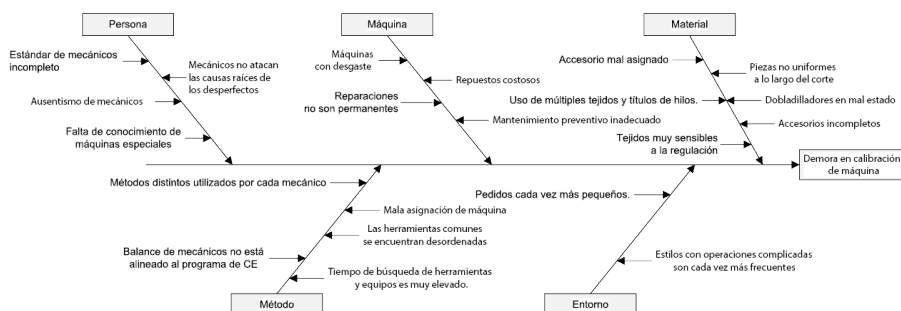 Persona
Máquina
Material
Estándar de mecánicos
incompleto
Mecánicos no atacan
las causas raíces de
los desperfectos
Ausentismo de mecánicos
Falta de conocimiento de
máquinas especiales
Máquinas
con desgaste
Repuestos costosos
Reparaciones
no son permanentes
Mantenimiento preventivo inadecuado
Accesorio mal asignado
Piezas no uniformes
a lo largo del corte
Uso de múltiples tejidos y títulos de hilos.
Dobladilladores en mal estado
Accesorios incompletos
Tejidos muy sensibles
a la regulación
Demora en calibración
de máquina
Métodos distintos utilizados por cada mecánico
Mala asignación de máquina
Las herramientas comunes
se encuentran desordenadas
Balance de mecánicos no está
alineado al programa de CE
Tiempo de búsqueda de herramientas
y equipos es muy elevado.
Pedidos cada vez más pequeños.
Estilos con operaciones complicadas
son cada vez más frecuentes
Método
Entorno